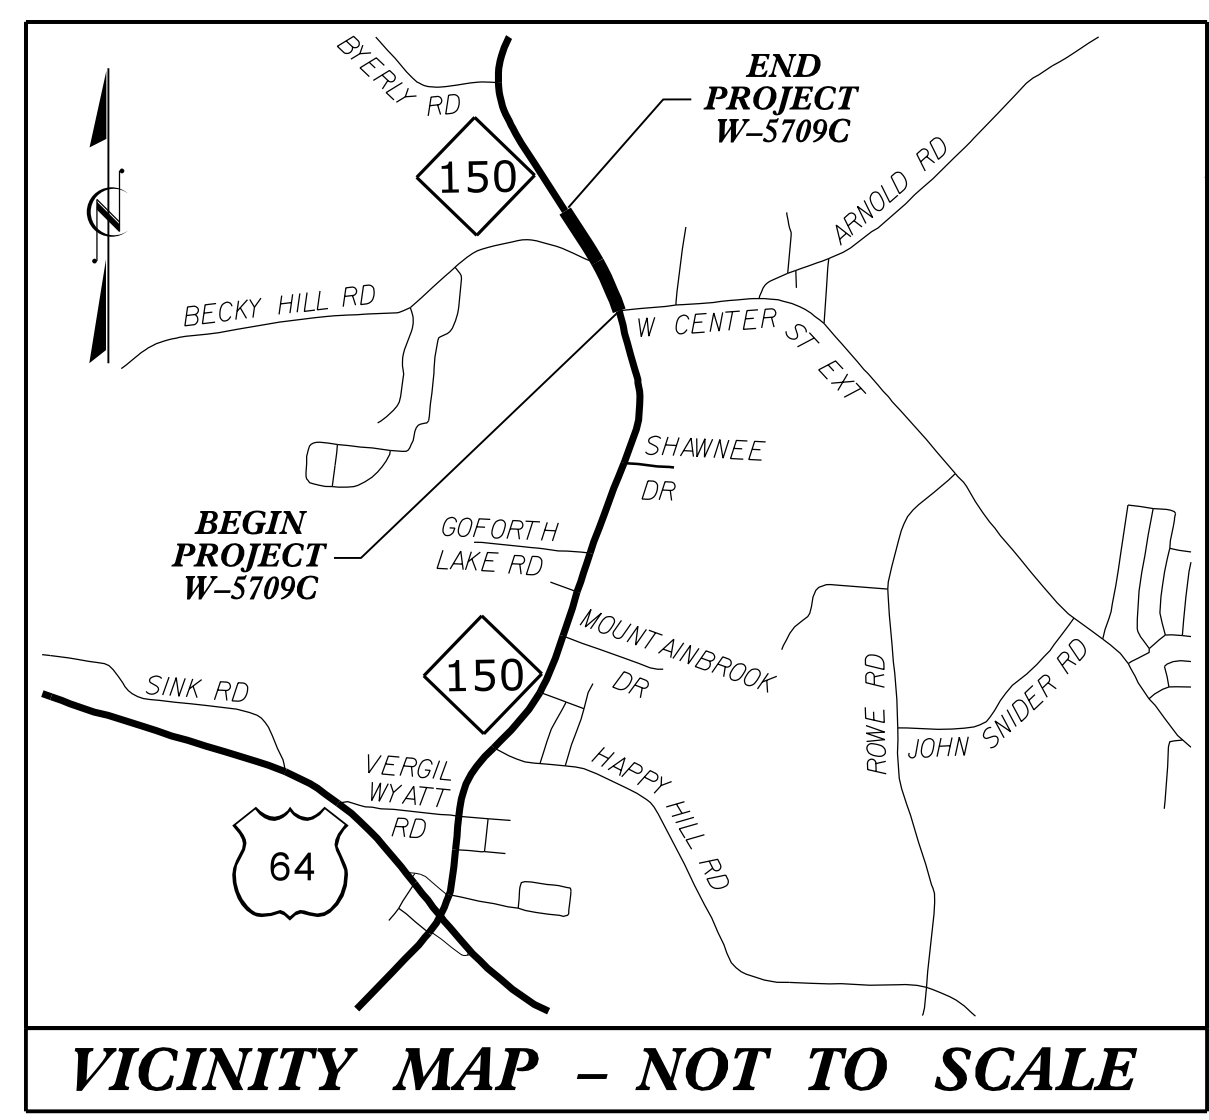 BYERLY RD
END
PROJECT
W–5709C
150
ARNOLD RD
N
BECKY HILL RD
W CENTER ST EXT
SHAWNEE
DR
BEGIN
PROJECT
W–5709C
GOFORTH
LAKE RD
MOUNTAINBROOK
DR
150
SINK RD
ROWE RD
JOHN SNIDER RD
VERGIL
WYATT
RD
HAPPY HILL RD
64
VICINITY MAP – NOT TO SCALE